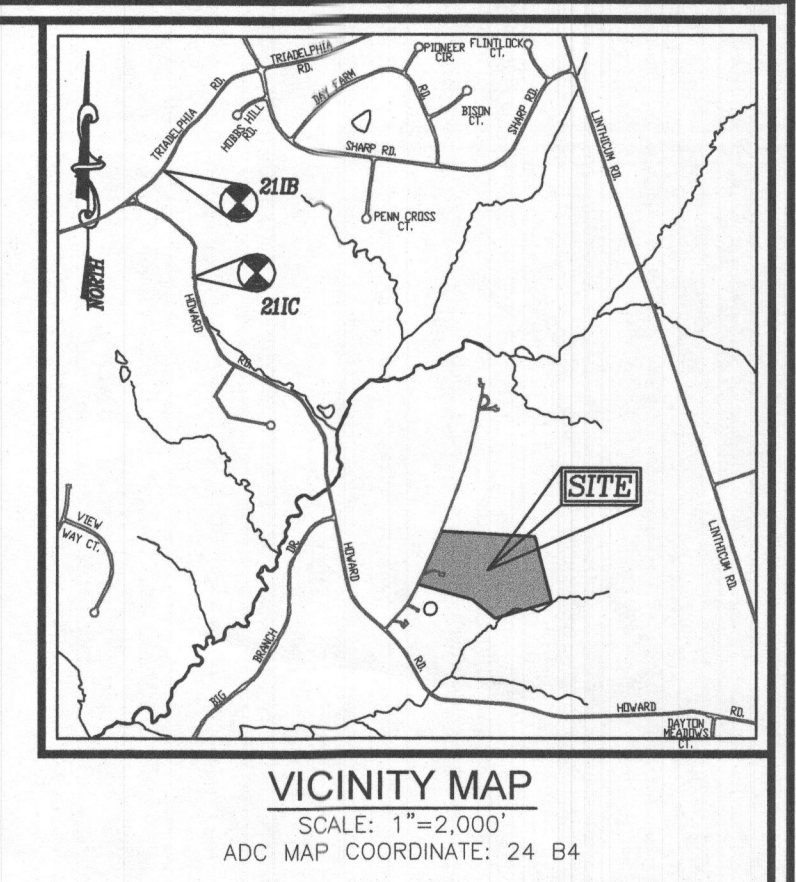 TRIADELPHIA
RD.
PIONEER
CIR.
FLINTLOCK
CT.
TRIADELPHIA RD.
HOBBS HILL
RD.
DAY FARM
RD.
BISON
CT.
SHARP RD.
SHARP RD.
LINTHICUM RD.
PENN CROSS
CT.
21IB
21IC
NORTH
HOWARD
RD.
SITE
VIEW
WAY CT.
HOWARD
RD.
BIG
BRANCH
DR.
LINTHICUM RD.
HOWARD
RD.
DAYTON
MEADOWS
CT.
VICINITY MAP
SCALE: 1"=2,000'
ADC MAP COORDINATE: 24 B4